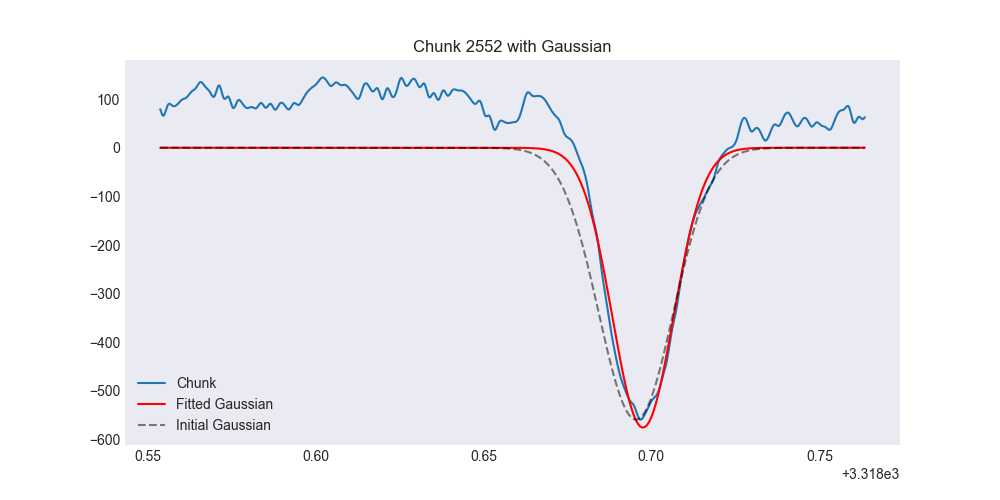 Chunk 2552 with Gaussian
100
0
−100
−200
−300
−400
−500
−600
Chunk
Fitted Gaussian
Initial Gaussian
0.55 0.60 0.65 0.70 0.75
+3.318e3